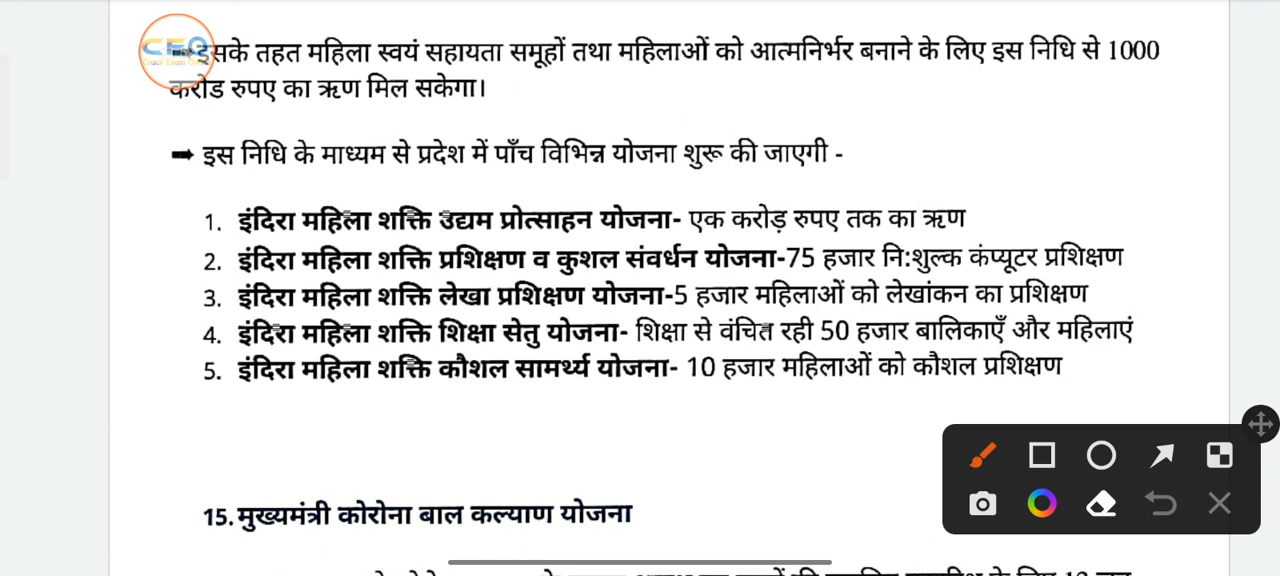 CEO
Crack Exam Online
➡ इसके तहत महिला स्वयं सहायता समूहों तथा महिलाओं को आत्मनिर्भर बनाने के लिए इस निधि से 1000
करोड रुपए का ऋण मिल सकेगा।
➡ इस निधि के माध्यम से प्रदेश में पाँच विभिन्न योजना शुरू की जाएगी -
1. इंदिरा महिला शक्ति उद्यम प्रोत्साहन योजना- एक करोड़ रुपए तक का ऋण
2. इंदिरा महिला शक्ति प्रशिक्षण व कुशल संवर्धन योजना-75 हजार नि:शुल्क कंप्यूटर प्रशिक्षण
3. इंदिरा महिला शक्ति लेखा प्रशिक्षण योजना-5 हजार महिलाओं को लेखांकन का प्रशिक्षण
4. इंदिरा महिला शक्ति शिक्षा सेतु योजना- शिक्षा से वंचित रही 50 हजार बालिकाएँ और महिलाएं
5. इंदिरा महिला शक्ति कौशल सामर्थ्य योजना- 10 हजार महिलाओं को कौशल प्रशिक्षण
15. मुख्यमंत्री कोरोना बाल कल्याण योजना